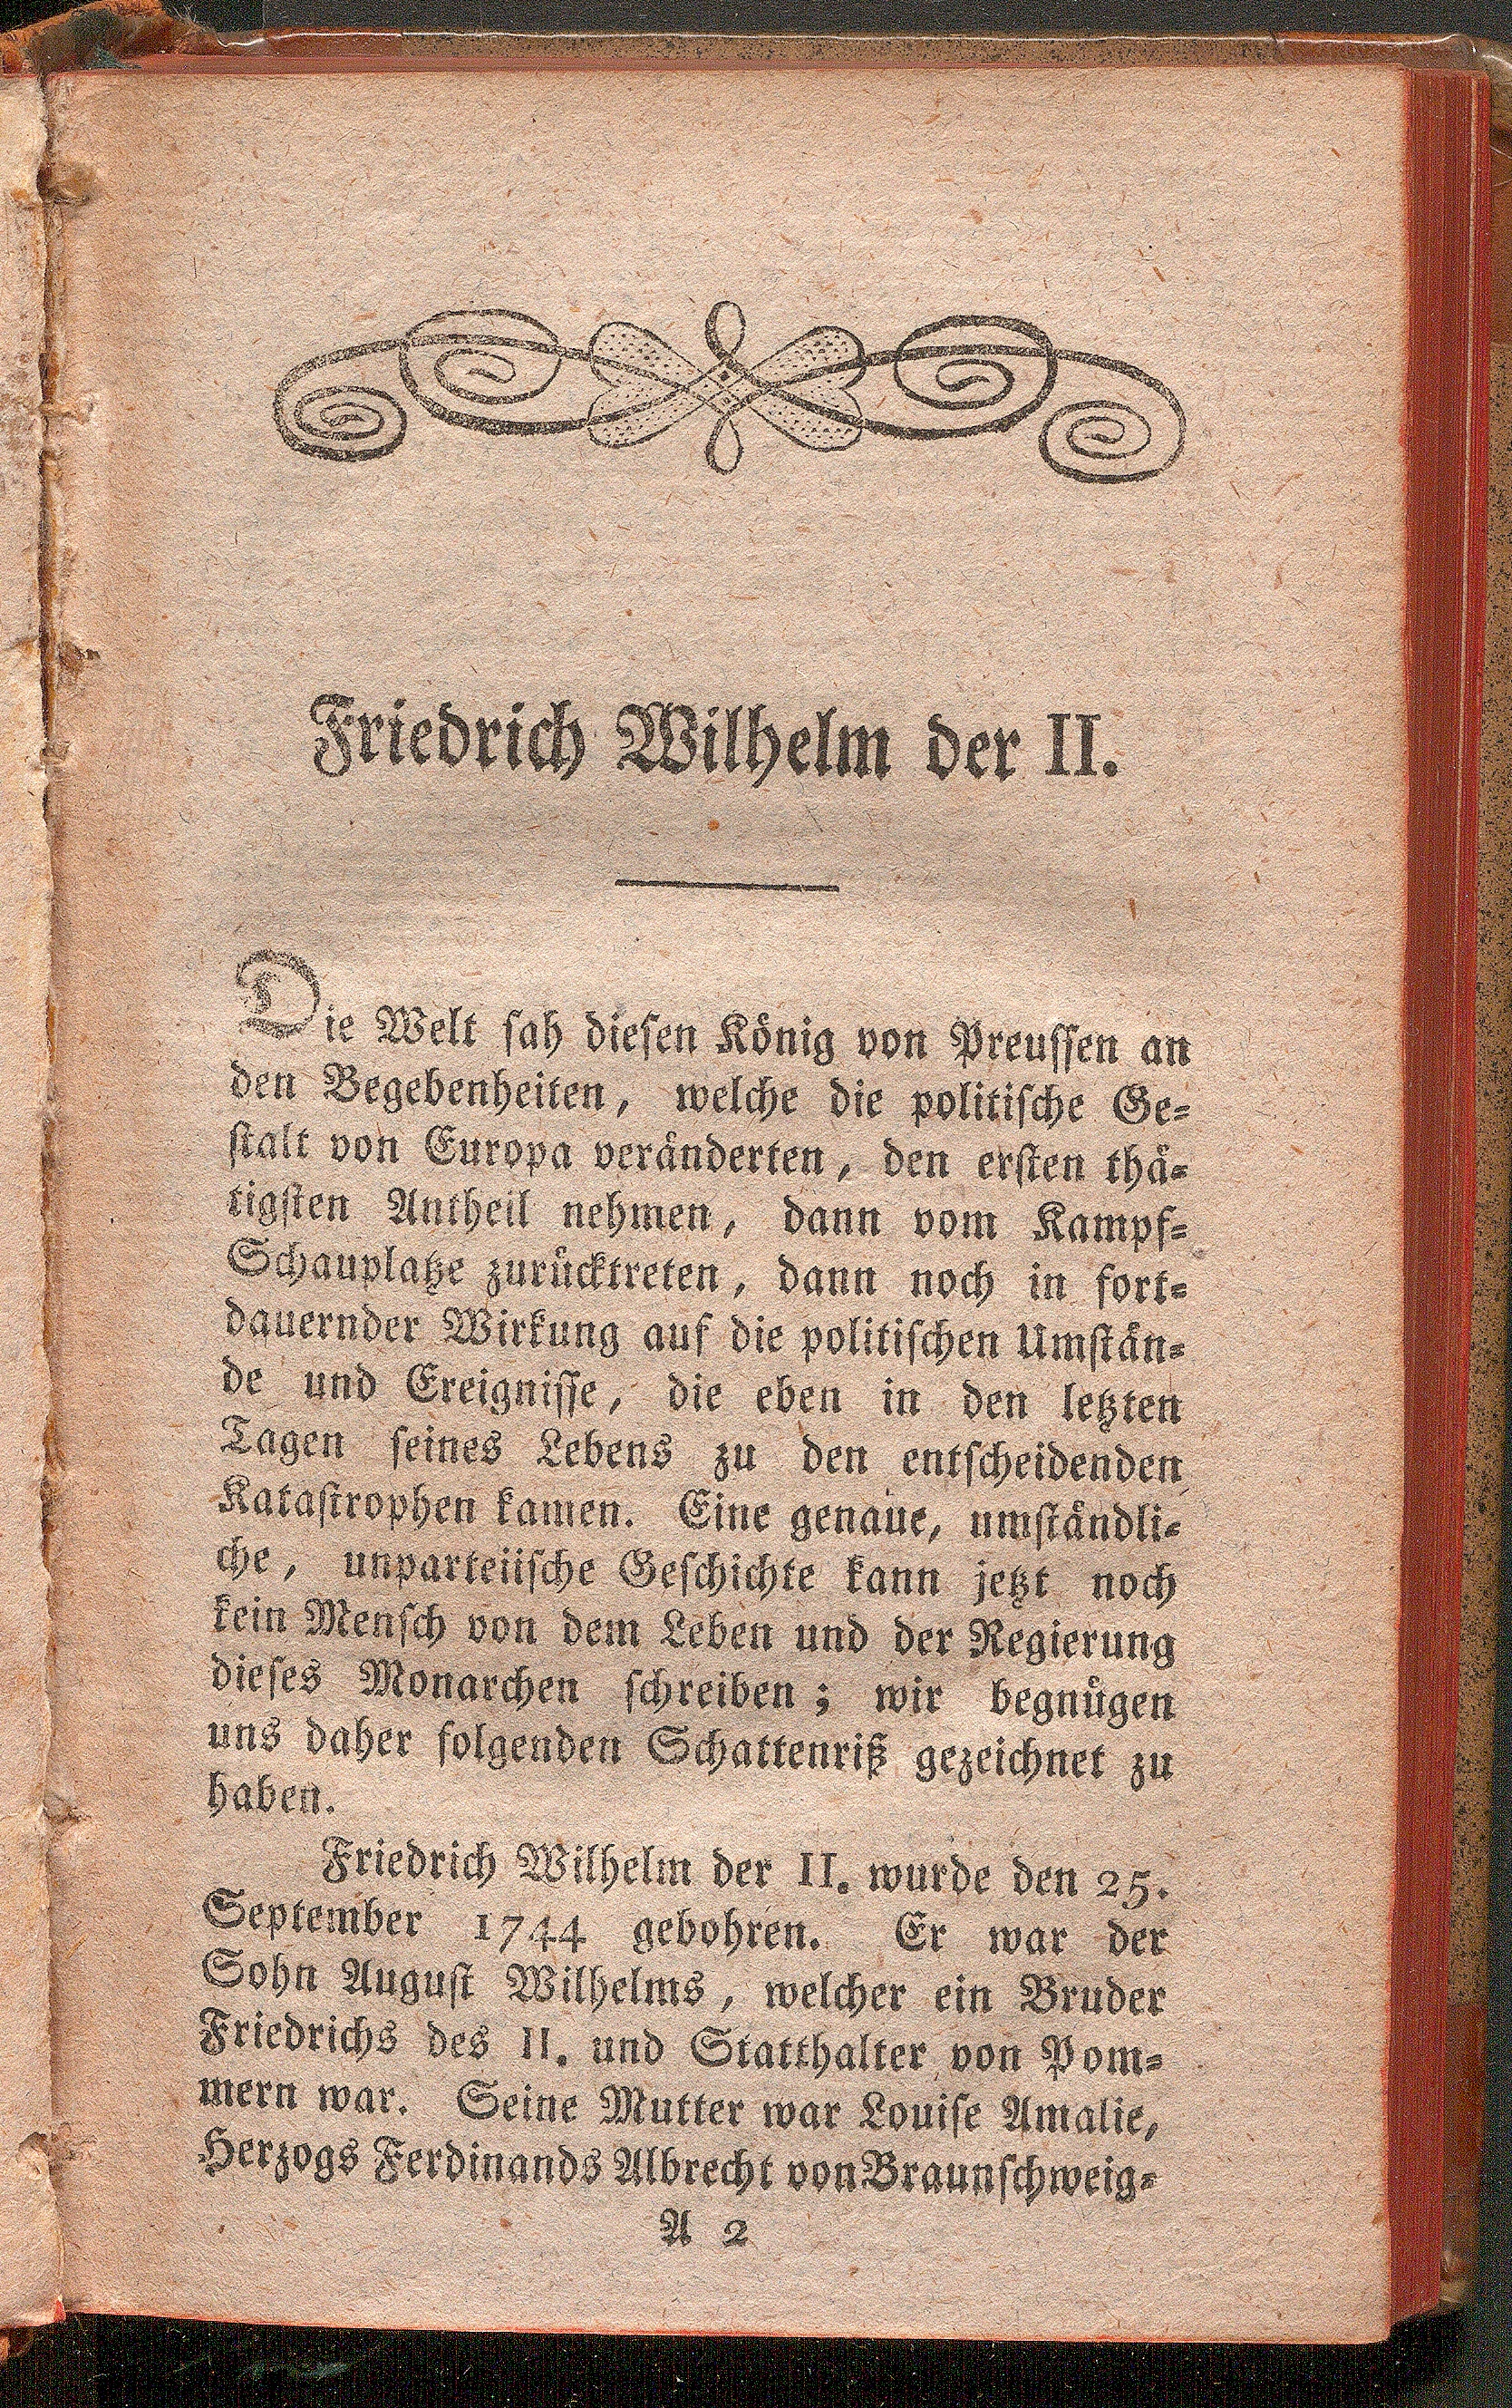 Friedrich Wilhelm der II.
Die Welt sah diesen König von Preussen an
den Begebenheiten, welche die politische Ge-
stalt von Europa veränderten, den ersten thä-
tigsten Antheil nehmen, dann vom Kampf-
Schauplatze zurücktreten, dann noch in fort-
dauernder Wirkung auf die politischen Umstän-
de und Ereignisse, die eben in den letzten
Tagen seines Lebens zu den entscheidenden
Katastrophen kamen. Eine genaue, umständli-
che, unparteiische Geschichte kann jetzt noch
kein Mensch von dem Leben und der Regierung
dieses Monarchen schreiben; wir begnügen
uns daher folgenden Schattenriß gezeichnet zu
haben.
Friedrich Wilhelm der II. wurde den 25.
September 1744 gebohren. Er war der
Sohn August Wilhelms, welcher ein Bruder
Friedrichs des II. und Statthalter von Pom-
mern war. Seine Mutter war Louise Amalie,
Herzogs Ferdinands Albrecht von Braunschweig-
A 2